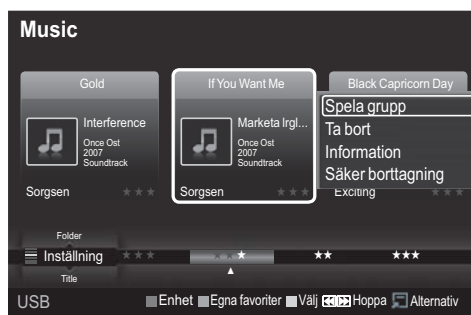 Music
Gold
If You Want Me
Black Capricorn Day
Interference
Once Ost
2007
Soundtrack
Sorgsen
Marketa Irgl...
Once Ost
2007
Soundtrack
Sorgsen
Spela grupp
Ta bort
Information
Säker borttagning
Exciting
Folder
Inställning
Title
USB
Enhet
Egna favoriter
Välj
Hoppa
Alternativ